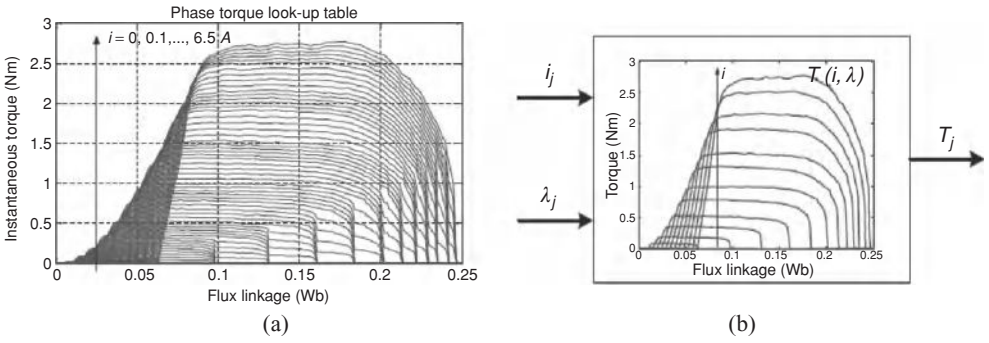 Phase torque look-up table
3
2.5
2
1.5
1
0.5
0
i = 0, 0.1,..., 6.5 A
Instantaneous torque (Nm)
0 0.05 0.1 0.15 0.2 0.25
Flux linkage (Wb)
(a)
i_j
λ_j
3
2.5
2
1.5
1
0.5
0
i
T (i, λ)
Torque (Nm)
0 0.05 0.1 0.15 0.2 0.25
Flux linkage (Wb)
T_j
(b)